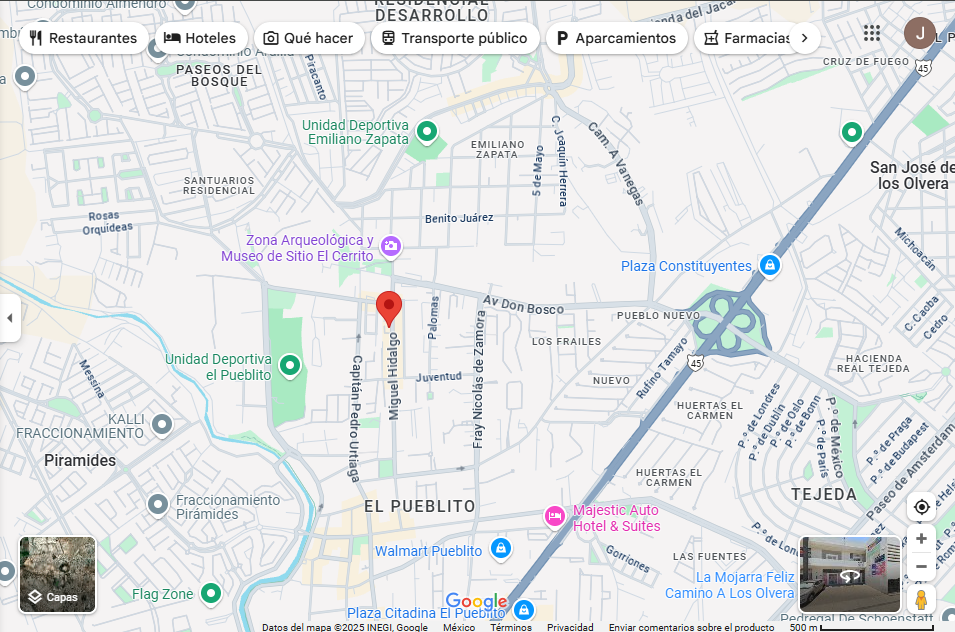 Condominio Almendro
RESIDENCIAL
DESARROLLO
Restaurantes
Hoteles
Qué hacer
Transporte público
Aparcamientos
Farmacias
J
45
CRUZ DE FUEGO
Piracanto
PASEOS DEL
BOSQUE
Unidad Deportiva
Emiliano Zapata
EMILIANO
ZAPATA
5 de Mayo
C. Joaquin Herrera
Cam. A Vanegas
San José de
los Olvera
SANTUARIOS
RESIDENCIAL
Rosas
Orquídeas
Benito Juárez
Zona Arqueológica y
Museo de Sitio El Cerrito
Plaza Constituyentes
Michoacán
C. Caoba
Cedro
Palomas
Av Don Bosco
PUEBLO NUEVO
LOS FRAILES
Unidad Deportiva
el Pueblito
Messina
Capitán Pedro Urtiaga
Miguel Hidalgo
Juventud
Fray Nicolás de Zamora
NUEVO
Rufino Tamayo
45
HACIENDA
REAL TEJEDA
KALLI
FRACCIONAMIENTO
Piramides
HUERTAS EL
CARMEN
P.º de Londres
P.º de Dublín
P.º de Oslo
P.º de Bonn
P.º de París
P.º de México
P.º de Praga
P.º de Budapest
Paseo de Amsterdam
HUERTAS EL
CARMEN
TEJEDA
Fraccionamiento
Pirámides
EL PUEBLITO
Majestic Auto
Hotel & Suites
Walmart Pueblito
Gorriones
LAS FUENTES
La Mojarra Feliz
Camino A Los Olvera
Capas
Flag Zone
Google
Plaza Citadina El Pueblito
Pedregal De Schoenstatt
Datos del mapa ©2025 INEGI, Google México Términos Privacidad Enviar comentarios sobre el producto 500 m